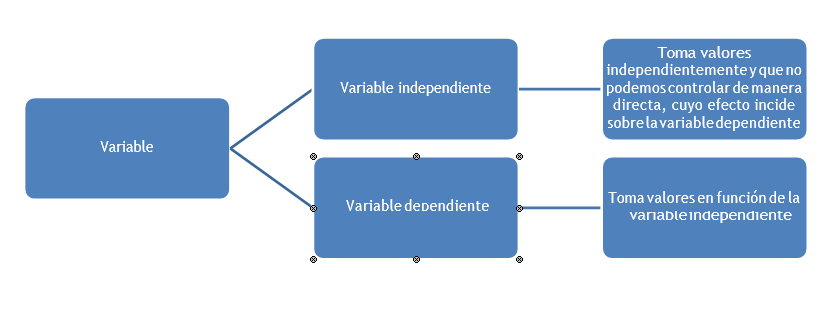 Variable
Variable independiente
Toma valores
independientemente y que no
podemos controlar de manera
directa, cuyo efecto incide
sobre la variable dependiente
Variable dependiente
Toma valores en función de la
variable independiente